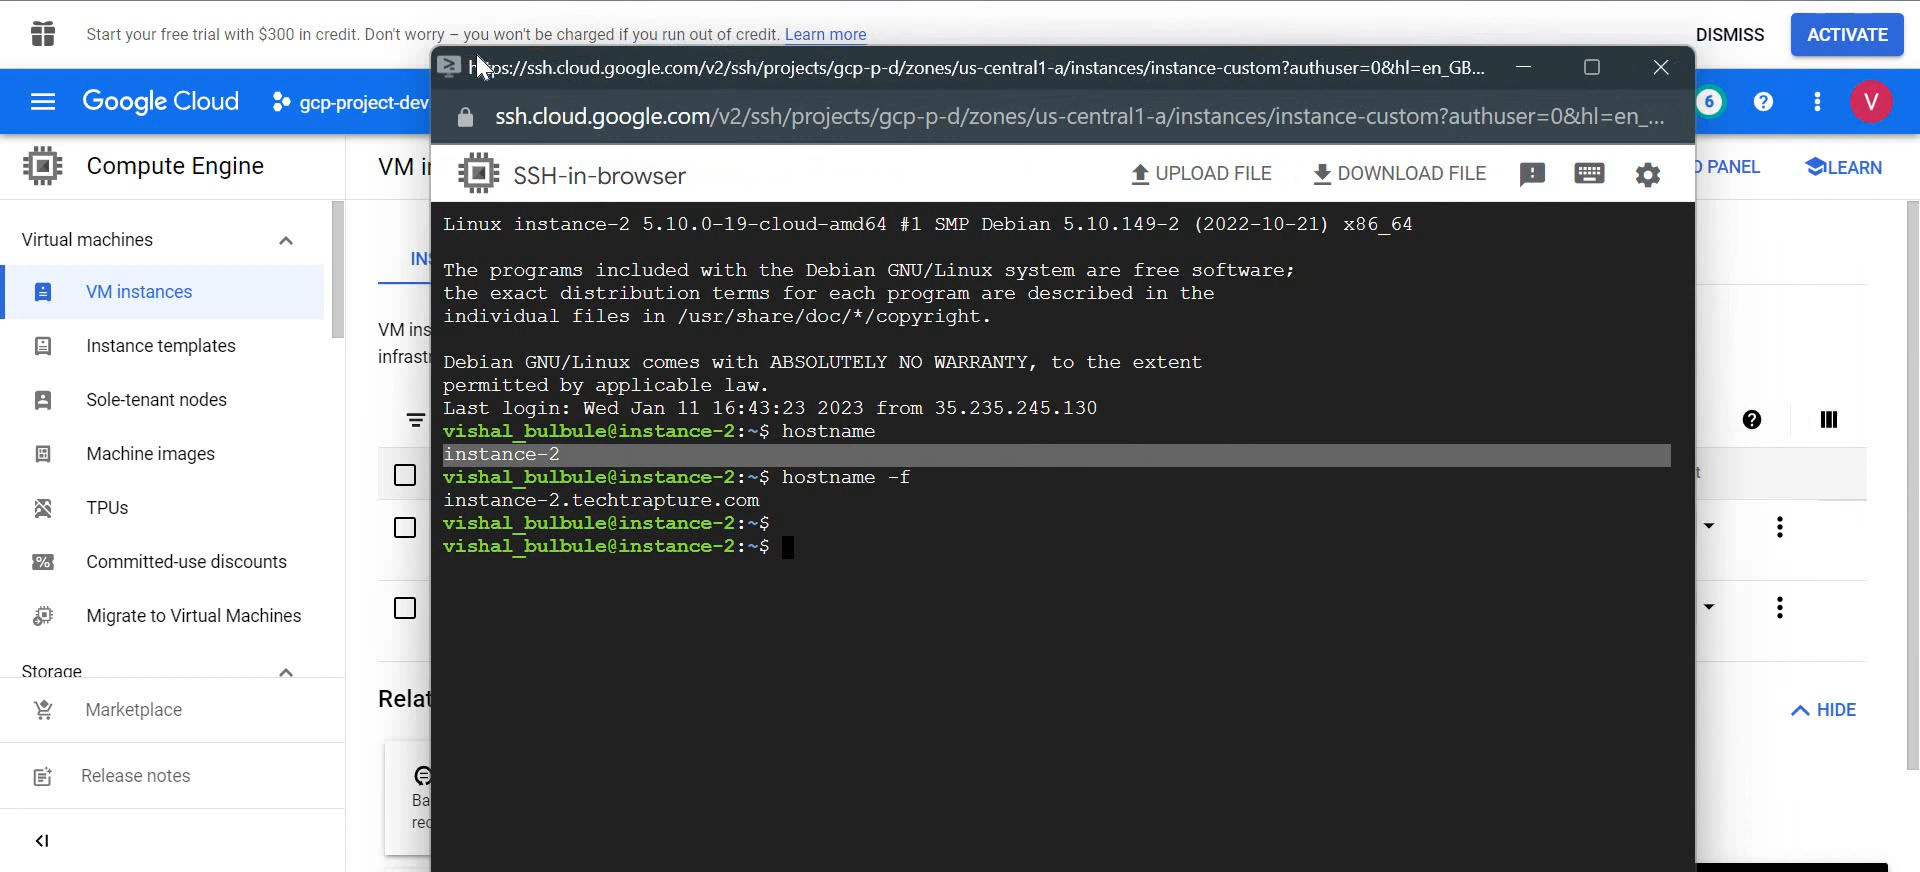 Start your free trial with $300 in credit. Don't worry – you won't be charged if you run out of credit. Learn more
DISMISS
ACTIVATE
https://ssh.cloud.google.com/v2/ssh/projects/gcp-p-d/zones/us-central1-a/instances/instance-custom?authuser=0&hl=en_GB...
Google Cloud
gcp-project-dev
ssh.cloud.google.com/v2/ssh/projects/gcp-p-d/zones/us-central1-a/instances/instance-custom?authuser=0&hl=en_...
6
V
Compute Engine
VM i
SSH-in-browser
UPLOAD FILE
DOWNLOAD FILE
PANEL
LEARN
Virtual machines
VM instances
Instance templates
Sole-tenant nodes
Machine images
TPUs
Committed-use discounts
Migrate to Virtual Machines
Storage
Marketplace
Release notes
INS
VM ins
infrast
Linux instance-2 5.10.0-19-cloud-amd64 #1 SMP Debian 5.10.149-2 (2022-10-21) x86_64
The programs included with the Debian GNU/Linux system are free software;
the exact distribution terms for each program are described in the
individual files in /usr/share/doc/*/copyright.
Debian GNU/Linux comes with ABSOLUTELY NO WARRANTY, to the extent
permitted by applicable law.
Last login: Wed Jan 11 16:43:23 2023 from 35.235.245.130
vishal_bulbule@instance-2:~$ hostname
instance-2
vishal_bulbule@instance-2:~$ hostname -f
instance-2.techtrapture.com
vishal_bulbule@instance-2:~$
vishal_bulbule@instance-2:~$
t
Relat
HIDE
Ba
rec